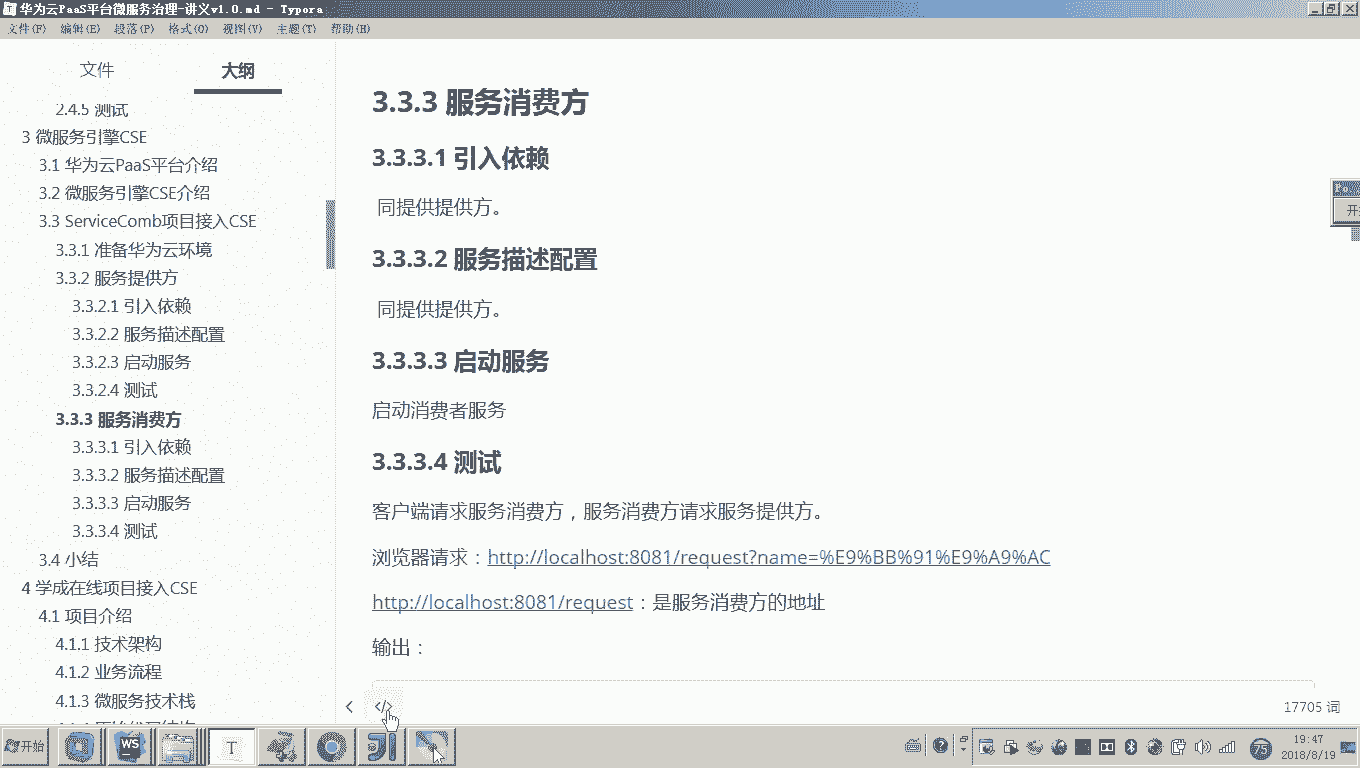 华为云PaaS平台微服务治理-讲义v1.0.md - Typora
文件(F) 编辑(E) 段落(P) 格式(O) 视图(V) 主题(T) 帮助(H)
文件 大纲
2.4.5 测试
3 微服务引擎CSE
3.1 华为云PaaS平台介绍
3.2 微服务引擎CSE介绍
3.3 ServiceComb项目接入CSE
3.3.1 准备华为云环境
3.3.2 服务提供方
3.3.2.1 引入依赖
3.3.2.2 服务描述配置
3.3.2.3 启动服务
3.3.2.4 测试
3.3.3 服务消费方
3.3.3.1 引入依赖
3.3.3.2 服务描述配置
3.3.3.3 启动服务
3.3.3.4 测试
3.4 小结
4 学成在线项目接入CSE
4.1 项目介绍
4.1.1 技术架构
4.1.2 业务流程
4.1.3 微服务技术栈
3.3.3 服务消费方
3.3.3.1 引入依赖
同提供提供方。
3.3.3.2 服务描述配置
同提供提供方。
3.3.3.3 启动服务
启动消费者服务
3.3.3.4 测试
客户端请求服务消费方，服务消费方请求服务提供方。
浏览器请求：http://localhost:8081/request?name=%E9%BB%91%E9%A9%AC
http://localhost:8081/request：是服务消费方的地址
输出：
17705 词
开始
WS
T
75
19:47
2018/8/19